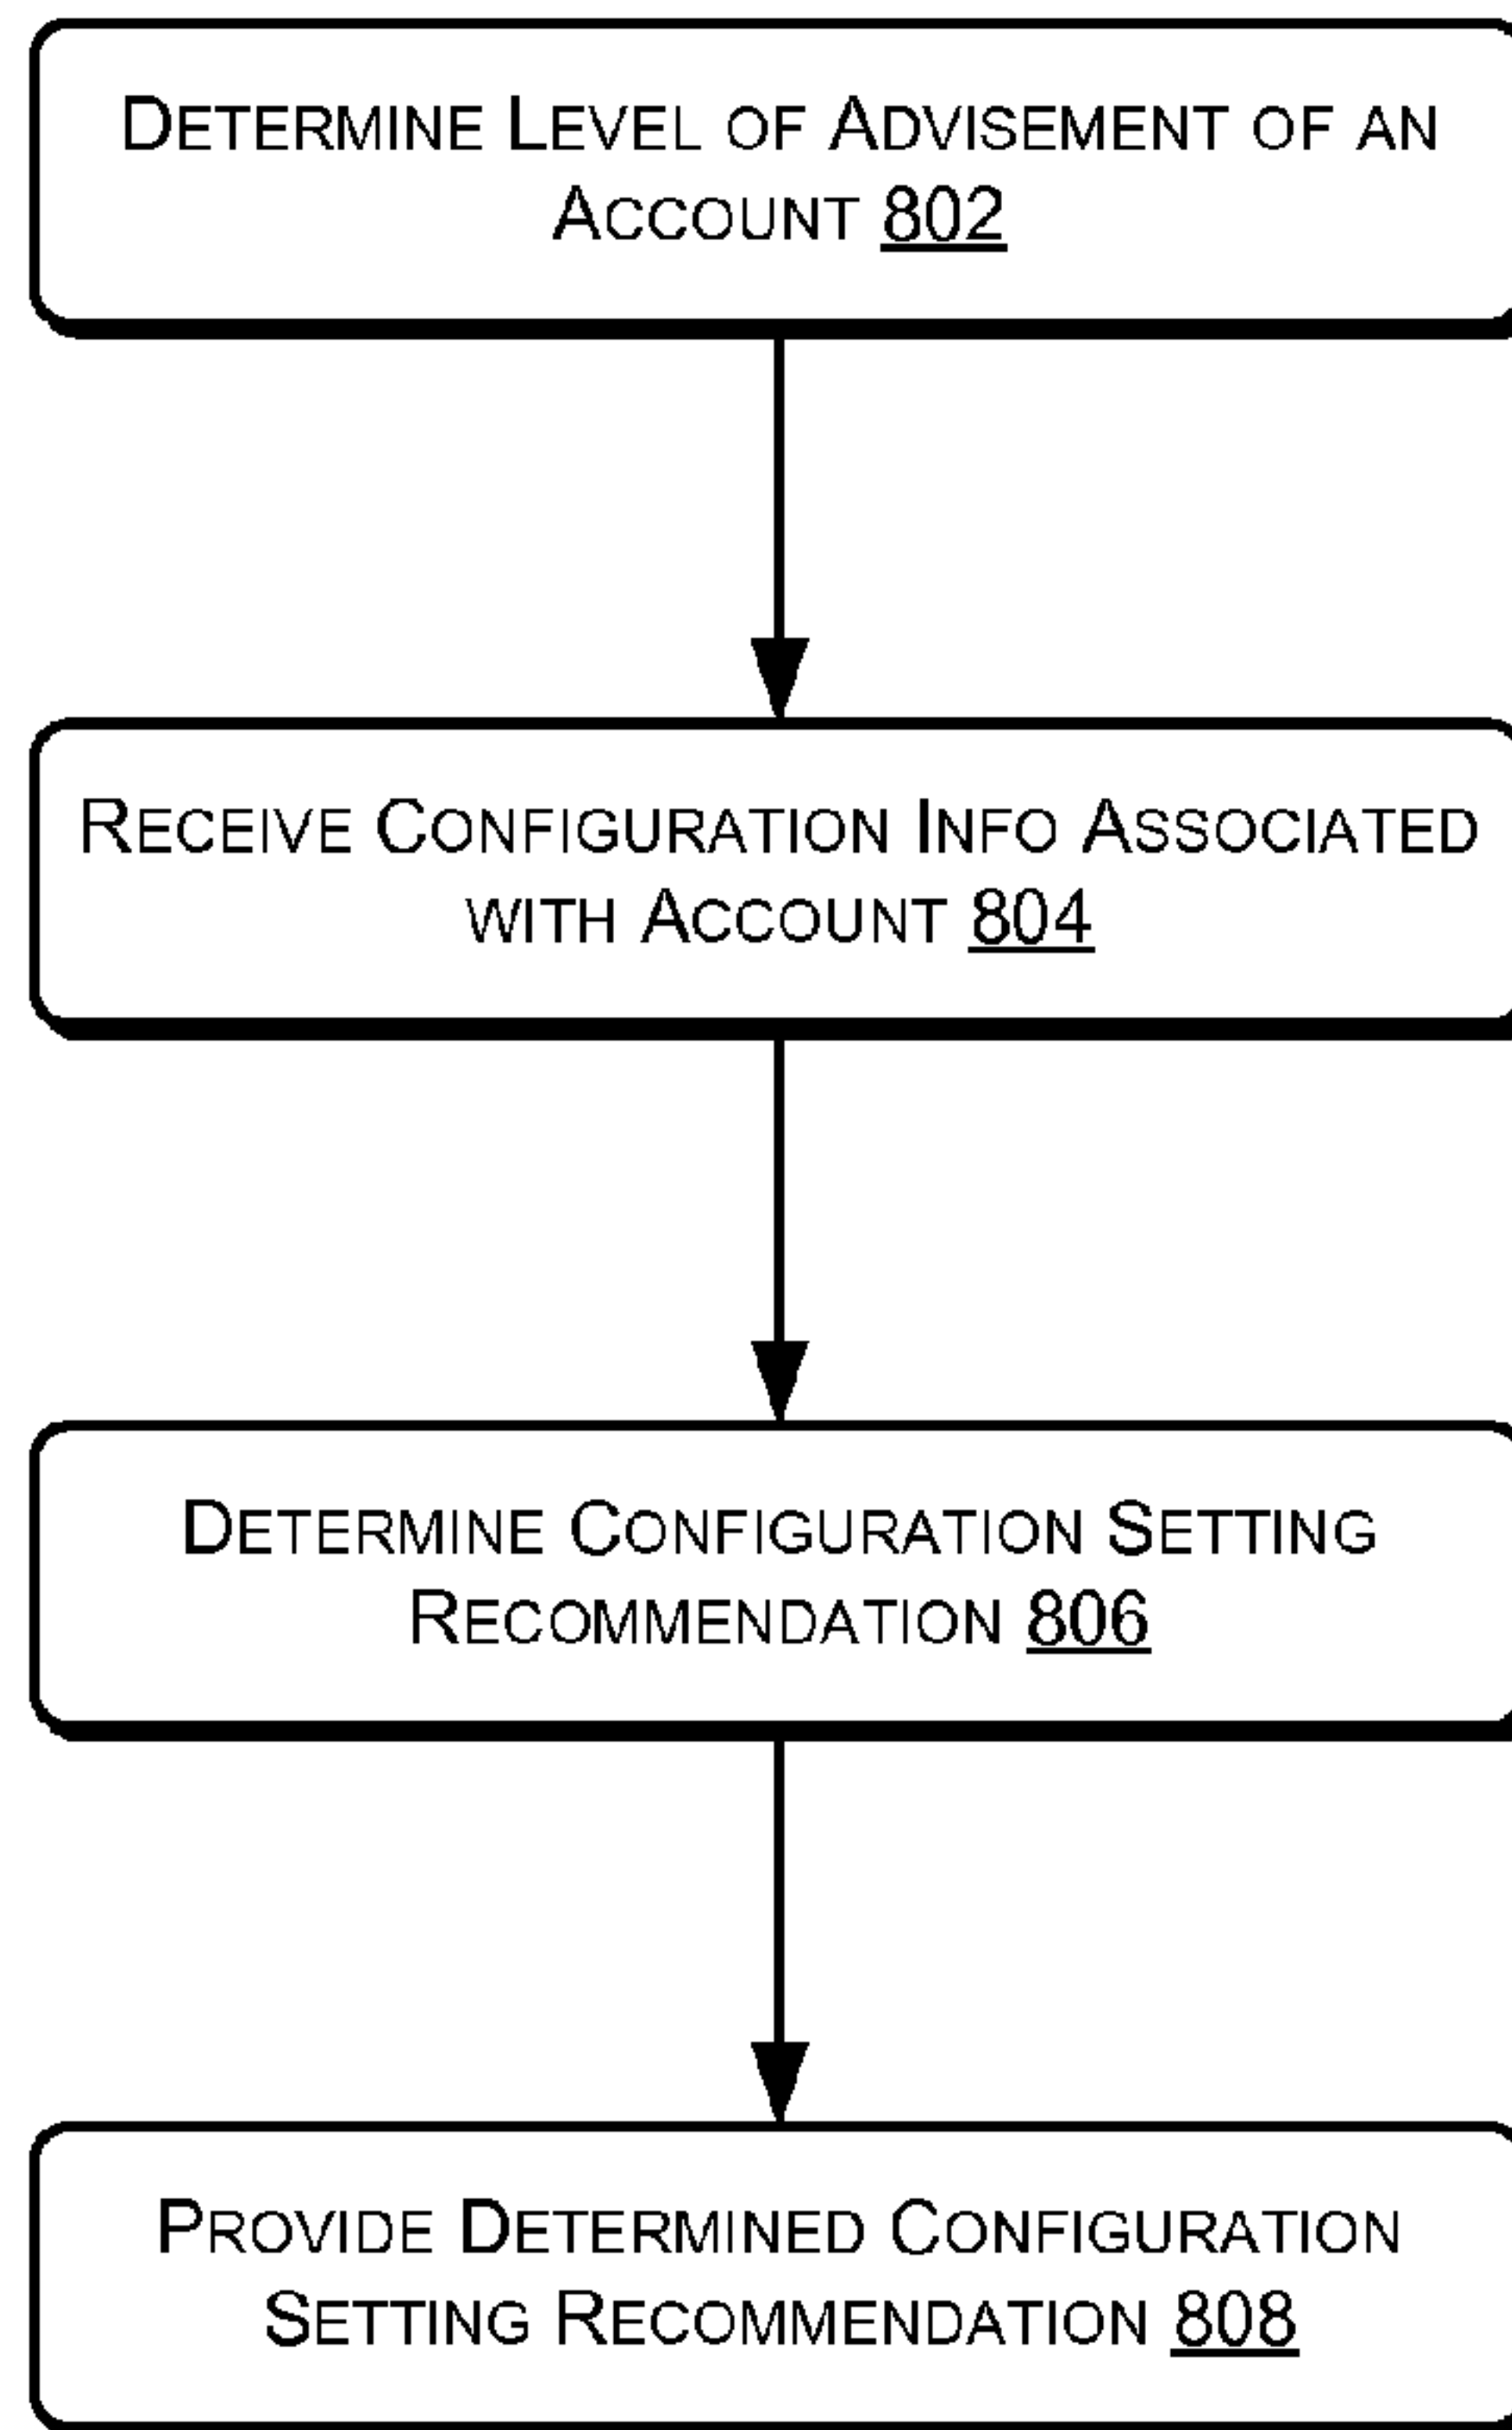 DETERMINE LEVEL OF ADVISEMENT OF AN
ACCOUNT 802
RECEIVE CONFIGURATION INFO ASSOCIATED
WITH ACCOUNT 804
DETERMINE CONFIGURATION SETTING
RECOMMENDATION 806
PROVIDE DETERMINED CONFIGURATION
SETTING RECOMMENDATION 808